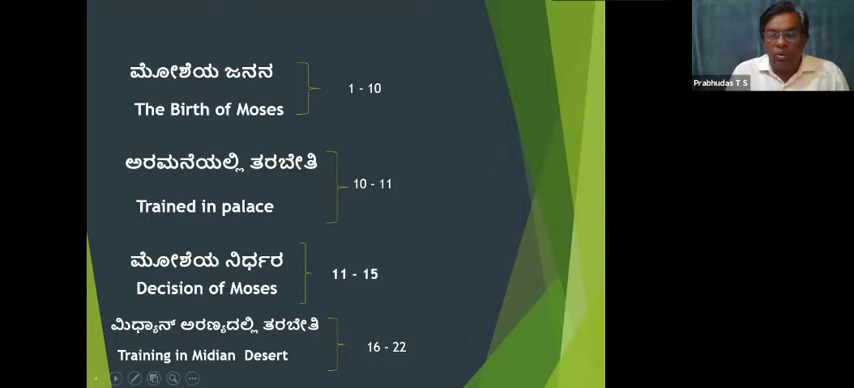 ಮೋಶೆಯ ಜನನ
The Birth of Moses
1 - 10
ಅರಮನೆಯಲ್ಲಿ ತರಬೇತಿ
Trained in palace
10 - 11
ಮೋಶೆಯ ನಿರ್ಧರ
Decision of Moses
11 - 15
ಮಿಧ್ಯಾನ್ ಅರಣ್ಯದಲ್ಲಿ ತರಬೇತಿ
Training in Midian Desert
16 - 22
Prabhudas T S